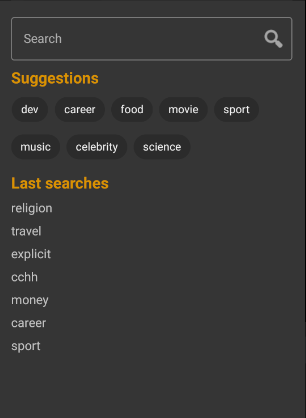 Search
Suggestions
dev career food movie sport
music celebrity science
Last searches
religion
travel
explicit
cchh
money
career
sport